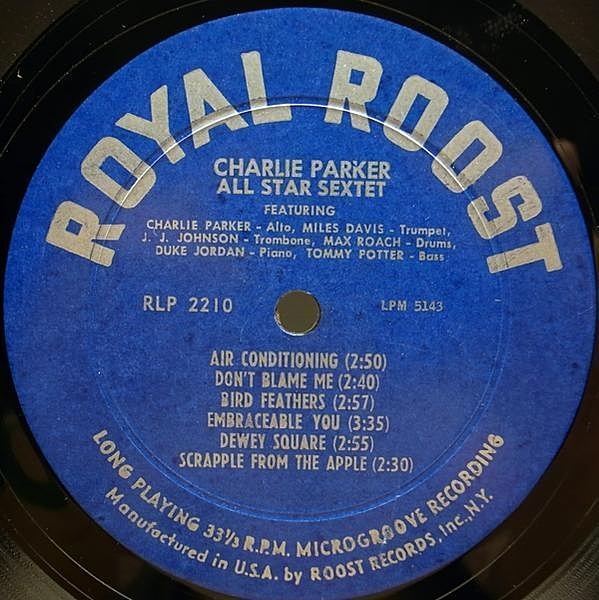 ROYAL ROOST
CHARLIE PARKER
ALL STAR SEXTET
FEATURING
CHARLIE PARKER - Alto, MILES DAVIS - Trumpet,
J. J. JOHNSON - Trombone, MAX ROACH - Drums,
DUKE JORDAN - Piano, TOMMY POTTER - Bass
RLP 2210 LPM 5143
AIR CONDITIONING (2:50)
DON'T BLAME ME (2:40)
BIRD FEATHERS (2:57)
EMBRACEABLE YOU (3:35)
DEWEY SQUARE (2:55)
SCRAPPLE FROM THE APPLE (2:30)
LONG PLAYING 33⅓ R.P.M. MICROGROOVE RECORDING
Manufactured in U.S.A. by ROOST RECORDS, Inc., N.Y.